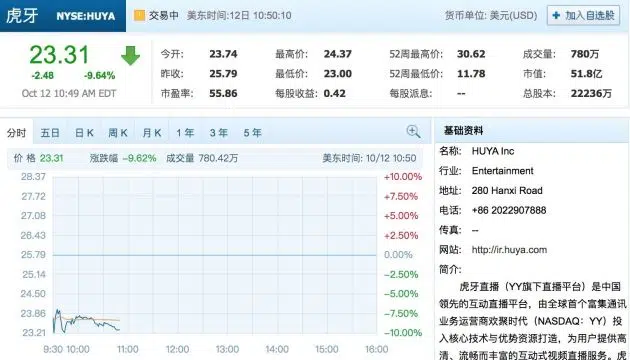 虎牙 NYSE:HUYA 交易中 美东时间:12日 10:50:10 货币单位: 美元(USD) + 加入自选股
23.31
-2.48 -9.64%
Oct 12 10:49 AM EDT
今开: 23.74 最高价: 24.37 52周最高价: 30.62 成交量: 780万
昨收: 25.79 最低价: 23.00 52周最低价: 11.78 市值: 51.8亿
市盈率: 55.86 每股收益: 0.42 每股派息: -- 总股本: 22236万
分时 五日 日K 周K 月K 1年 3年 5年
价格 23.31 涨跌幅 -9.62% 成交量 780.42万 美东时间: 10/12 10:50
28.37 +10.00%
27.72 +7.50%
27.08 +5.00%
26.43 +2.50%
25.79 0.00%
25.14 -2.50%
24.50 -5.00%
23.86 -7.50%
23.21 -10.00%
9:30 10:00 11:00 12:00 13:00 14:00 15:00 16:00
基础资料
名称: HUYA Inc
行业: Entertainment
地址: 280 Hanxi Road
电话: +86 2022907888
传真: --
网站: http://ir.huya.com
简介:
虎牙直播（YY旗下直播平台）是中国
领先的互动直播平台，由全球首个富集通讯
业务运营商欢聚时代（NASDAQ：YY）投
入核心技术与优势资源打造，为用户提供高
清、流畅而丰富的互动式视频直播服务。虎